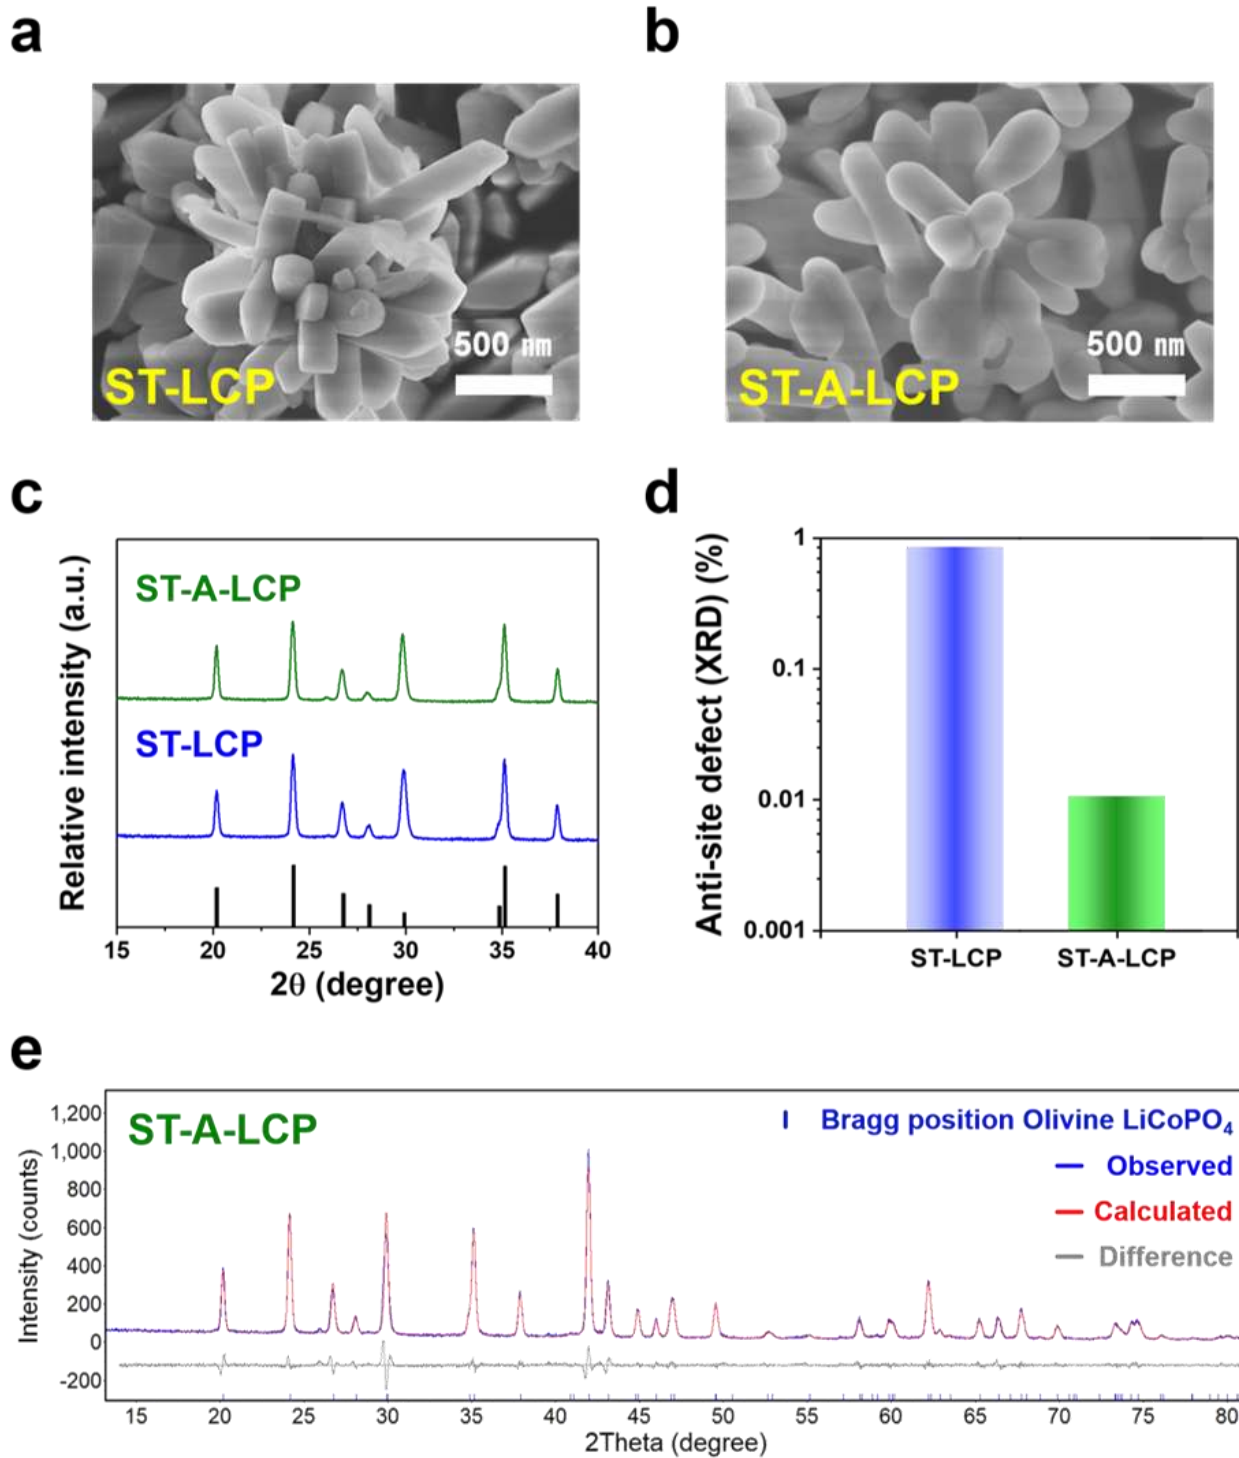 a
b
500 nm
ST-LCP
500 nm
ST-A-LCP
c
d
Relative intensity (a.u.)
ST-A-LCP
ST-LCP
15 20 25 30 35 40
2θ (degree)
Anti-site defect (XRD) (%)
1
0.1
0.01
0.001
ST-LCP ST-A-LCP
e
Intensity (counts)
1,200
1,000
800
600
400
200
0
-200
ST-A-LCP
Bragg position Olivine LiCoPO₄
Observed
Calculated
Difference
15 20 25 30 35 40 45 50 55 60 65 70 75 80
2Theta (degree)